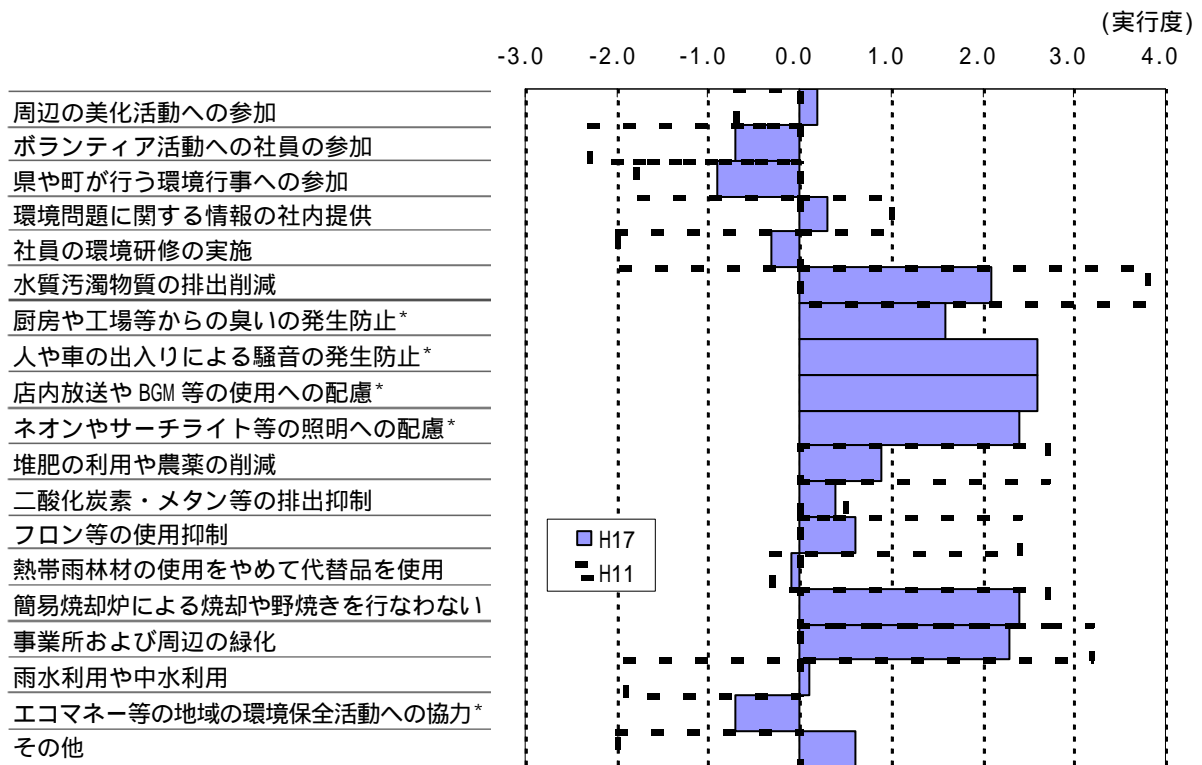 (実行度)
-3.0 -2.0 -1.0 0.0 1.0 2.0 3.0 4.0
周辺の美化活動への参加
ボランティア活動への社員の参加
県や町が行う環境行事への参加
環境問題に関する情報の社内提供
社員の環境研修の実施
水質汚濁物質の排出削減
厨房や工場等からの臭いの発生防止*
人や車の出入りによる騒音の発生防止*
店内放送や BGM 等の使用への配慮*
ネオンやサーチライト等の照明への配慮*
堆肥の利用や農薬の削減
二酸化炭素・メタン等の排出抑制
フロン等の使用抑制
熱帯雨林材の使用をやめて代替品を使用
簡易焼却炉による焼却や野焼きを行なわない
事業所および周辺の緑化
雨水利用や中水利用
エコマネー等の地域の環境保全活動への協力*
その他
H17
H11